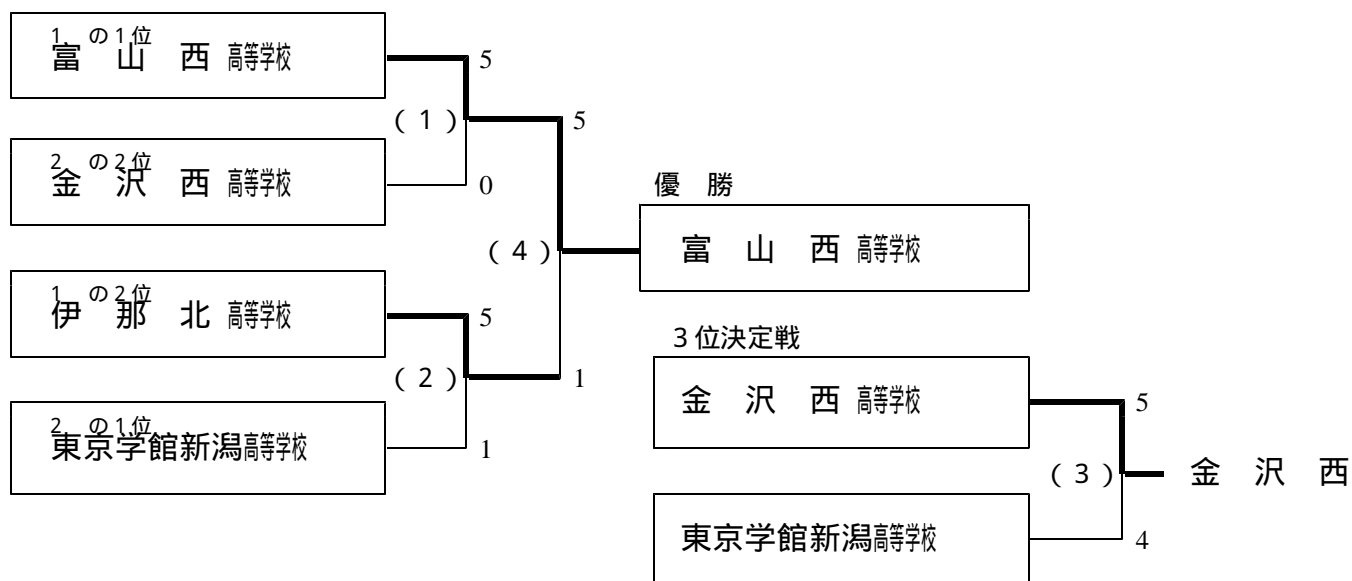 1 の1位
富 山 西 高等学校
5
(1)
5
2 の2位
金 沢 西 高等学校
0
優 勝
(4)
富 山 西 高等学校
1 の2位
伊 那 北 高等学校
5
3位決定戦
(2)
1
金 沢 西 高等学校
5
2 の1位
東京学館新潟高等学校
1
(3)
金 沢 西
東京学館新潟高等学校
4